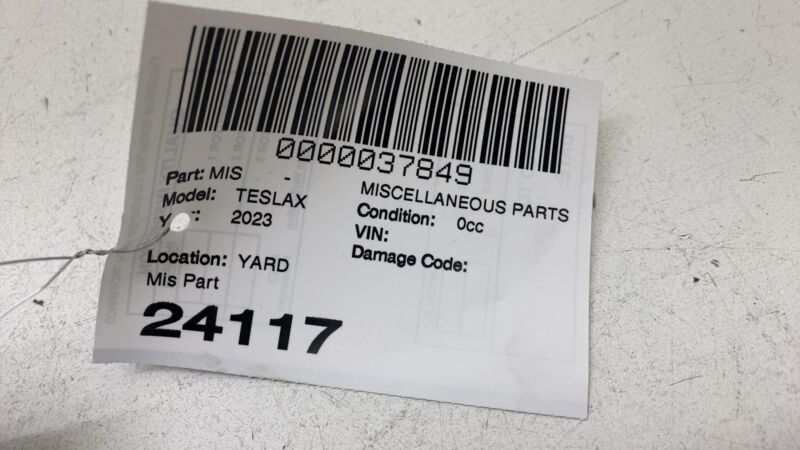 0000037849
Part: MIS -
MISCELLANEOUS PARTS
Model: TESLAX
Condition: 0cc
2023
VIN:
Location: YARD
Damage Code:
Mis Part
24117